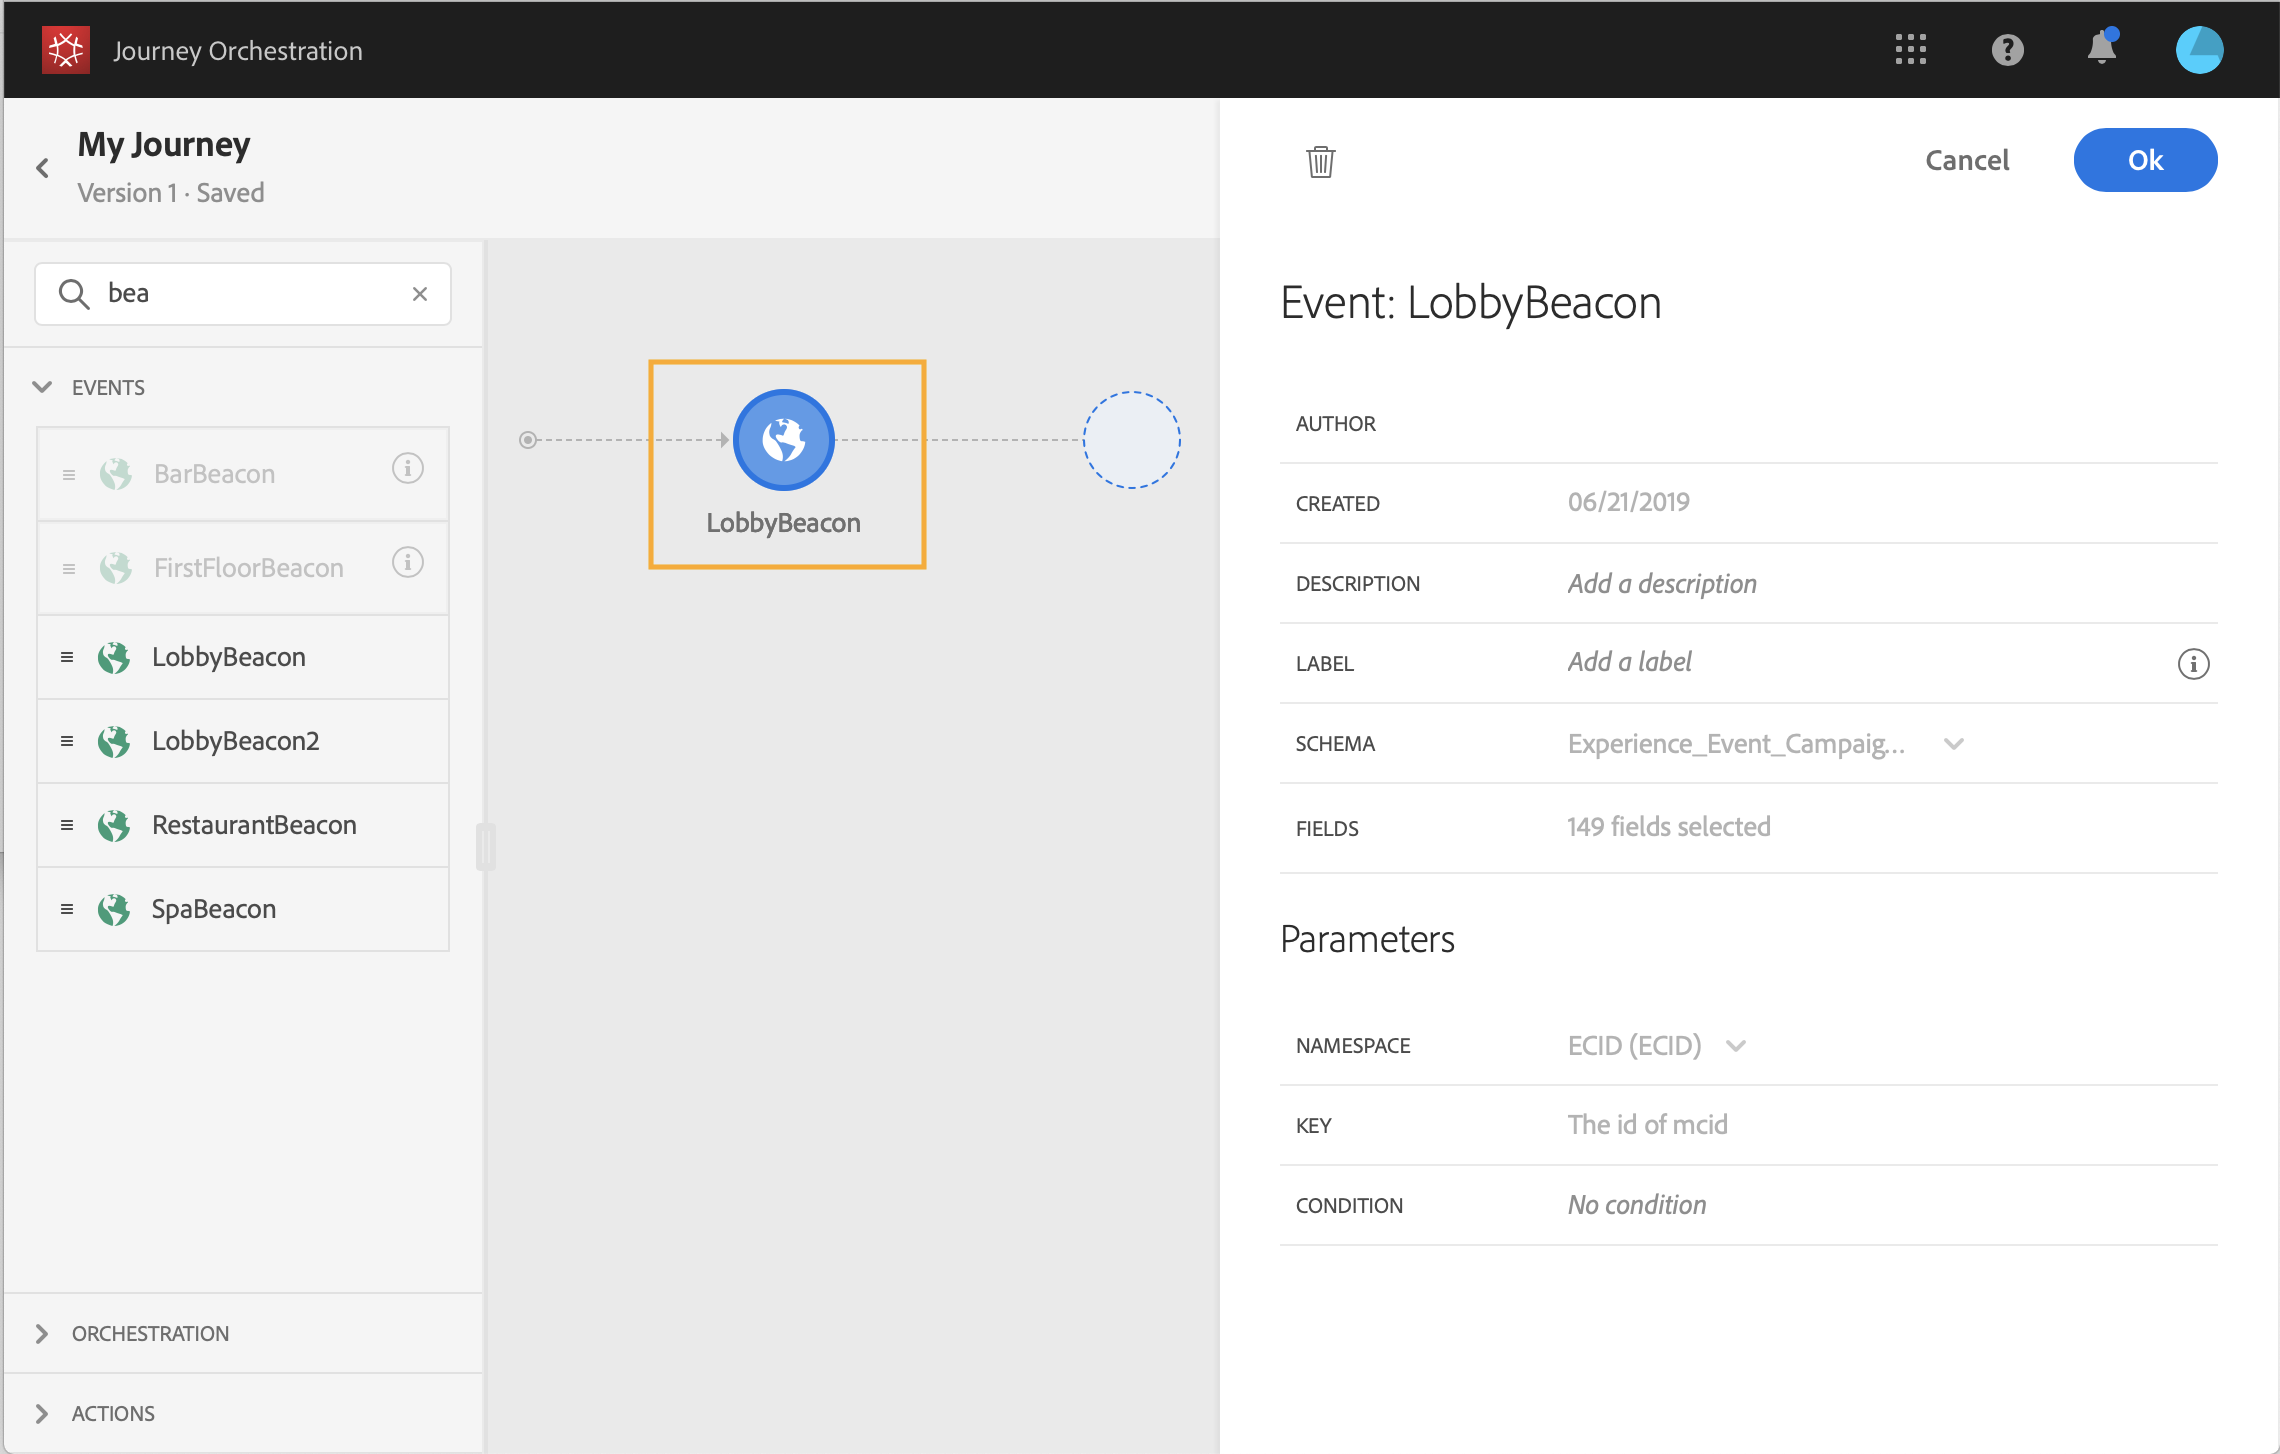 Journey Orchestration
My Journey
Version 1 · Saved
bea
EVENTS
BarBeacon
FirstFloorBeacon
LobbyBeacon
LobbyBeacon2
RestaurantBeacon
SpaBeacon
ORCHESTRATION
ACTIONS
LobbyBeacon
Cancel
Ok
Event: LobbyBeacon
AUTHOR
CREATED 06/21/2019
DESCRIPTION Add a description
LABEL Add a label
SCHEMA Experience_Event_Campaig...
FIELDS 149 fields selected
Parameters
NAMESPACE ECID (ECID)
KEY The id of mcid
CONDITION No condition